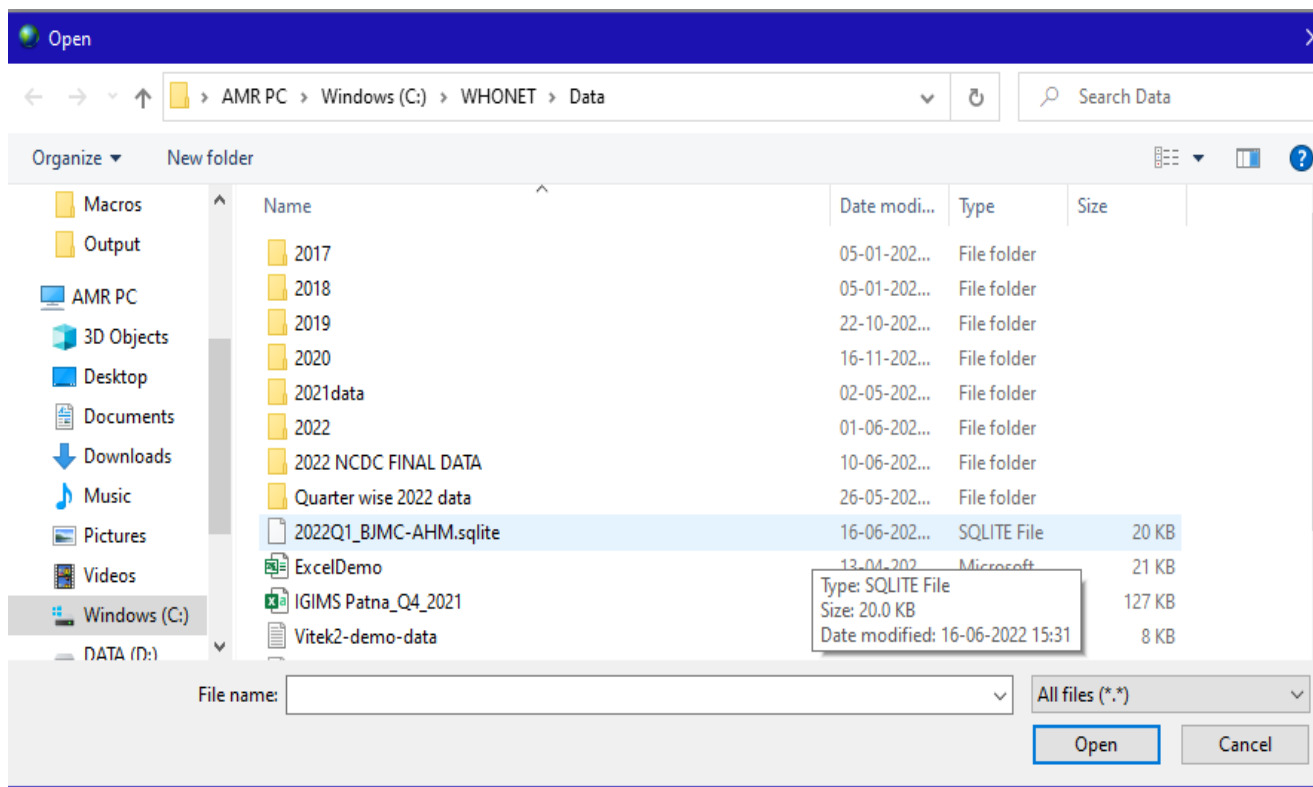 Open
AMR PC > Windows (C:) > WHONET > Data
Search Data
Organize
New folder
?
Macros
Output
AMR PC
3D Objects
Desktop
Documents
Downloads
Music
Pictures
Videos
Windows (C:)
DATA (D:)
Name Date modi... Type Size
2017 05-01-202... File folder
2018 05-01-202... File folder
2019 22-10-202... File folder
2020 16-11-202... File folder
2021data 02-05-202... File folder
2022 01-06-202... File folder
2022 NCDC FINAL DATA 10-06-202... File folder
Quarter wise 2022 data 26-05-202... File folder
2022Q1_BJMC-AHM.sqlite 16-06-202... SQLITE File 20 KB
ExcelDemo 13-04-202... Microsoft 21 KB
IGIMS Patna_Q4_2021 127 KB
Vitek2-demo-data 8 KB
Type: SQLITE File
Size: 20.0 KB
Date modified: 16-06-2022 15:31
File name:
All files (*.*)
Open
Cancel